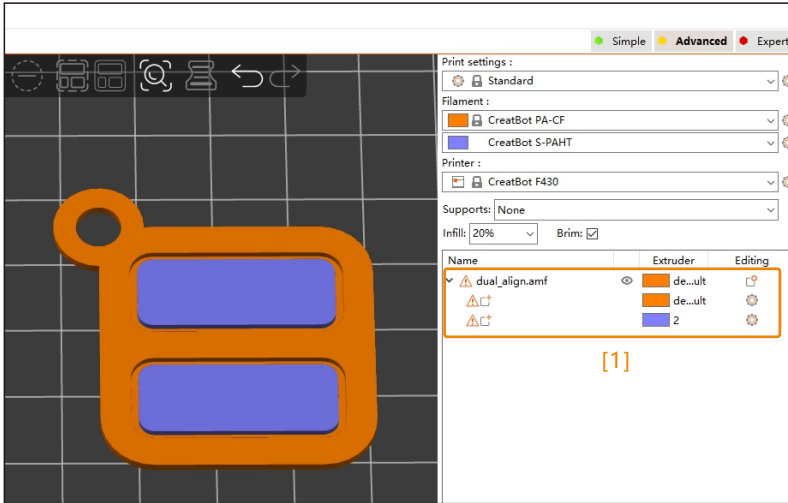 Simple Advanced Expert
Print settings :
Standard
Filament :
CreatBot PA-CF
CreatBot S-PAHT
Printer :
CreatBot F430
Supports: None
Infill: 20% Brim:
Name Extruder Editing
dual_align.amf de...ult
de...ult
2
[1]